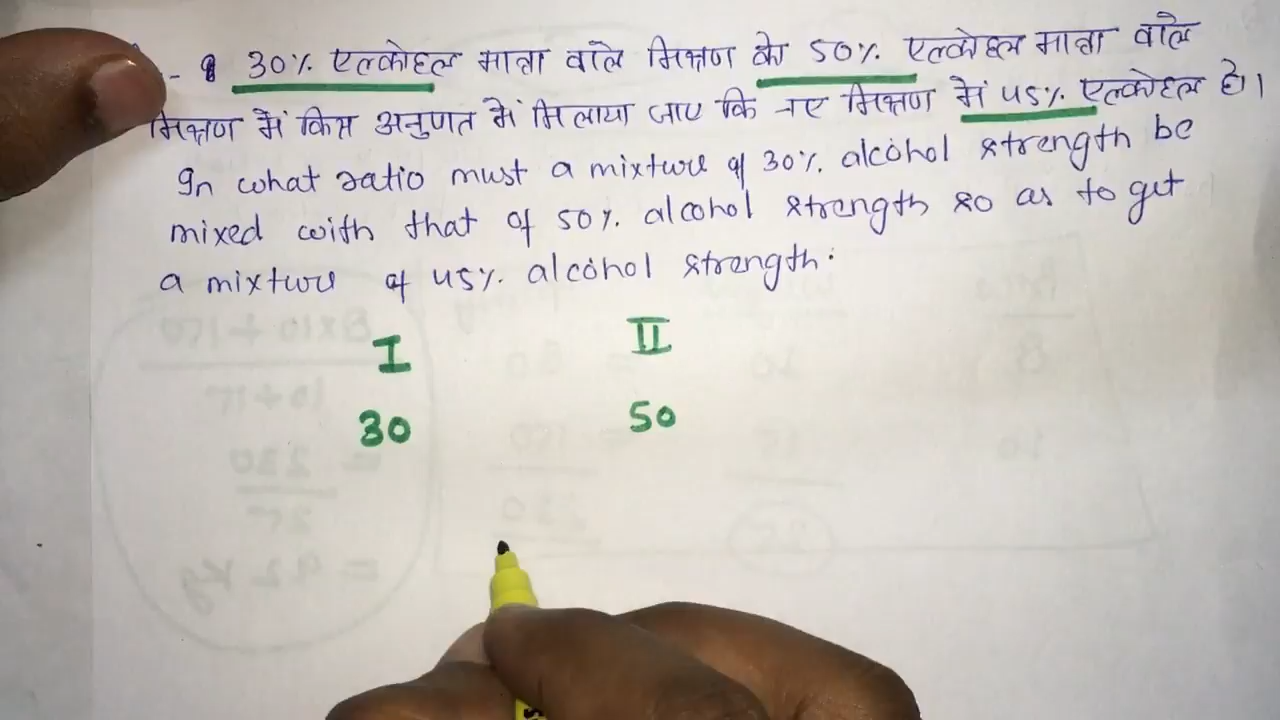 30% एल्कोहल मात्रा वाले मिश्रण को 50% एल्कोहल मात्रा वाले
मिश्रण में किस अनुपात में मिलाया जाए कि नए मिश्रण में 45% एल्कोहल हो।
In what ratio must a mixture of 30% alcohol strength be
mixed with that of 50% alcohol strength so as to get
a mixture of 45% alcohol strength.
I II
30 50